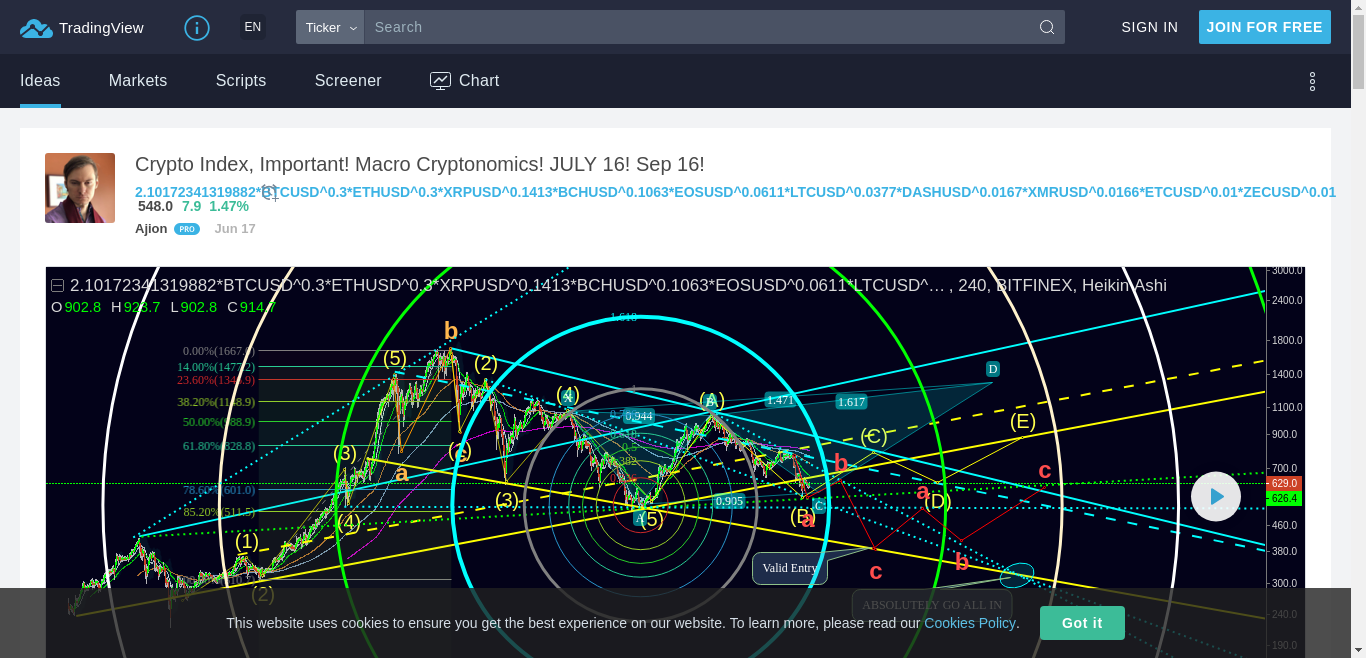 TradingView
EN
Ticker
Search
SIGN IN
JOIN FOR FREE
Ideas
Markets
Scripts
Screener
Chart
Crypto Index, Important! Macro Cryptonomics! JULY 16! Sep 16!
2.10172341319882*BTCUSD^0.3*ETHUSD^0.3*XRPUSD^0.1413*BCHUSD^0.1063*EOSUSD^0.0611*LTCUSD^0.0377*DASHUSD^0.0167*XMRUSD^0.0166*ETCUSD^0.01*ZECUSD^0.01
548.0 7.9 1.47%
Ajion PRO Jun 17
2.10172341319882*BTCUSD^0.3*ETHUSD^0.3*XRPUSD^0.1413*BCHUSD^0.1063*EOSUSD^0.0611*LTCUSD^… , 240, BITFINEX, Heikin Ashi
O 902.8 H 923.7 L 902.8 C 914.7
3000.0
2400.0
1800.0
1400.0
1100.0
900.0
700.0
629.0
626.4
460.0
380.0
300.0
240.0
190.0
1.618
0.00%(1667.0)
14.00%(1477.2)
23.60%(1348.9)
38.20%(1148.9)
50.00%(988.9)
61.80%(828.8)
78.60%(601.0)
85.20%(511.5)
b
(5)
(2)
(4)
(A)
D
1.471
1.617
0.944
0.5
(3)
a
(C)
(E)
b
c
(3)
0.905
C
a
(D)
(4)
A
(5)
(B)
a
(1)
b
c
Valid Entry
(2)
ABSOLUTELY GO ALL IN
This website uses cookies to ensure you get the best experience on our website. To learn more, please read our Cookies Policy.
Got it